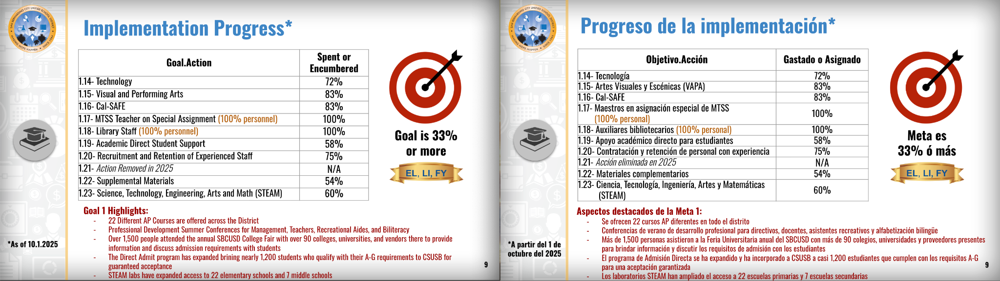 SAN BERNARDINO CITY UNIFIED SCHOOL DISTRICT
MAKING HOPE HAPPEN • SINCE 1964
Implementation Progress*
Goal.Action
Spent or
Encumbered
1.14- Technology 72%
1.15- Visual and Performing Arts 83%
1.16- Cal-SAFE 83%
1.17- MTSS Teacher on Special Assignment (100% personnel) 100%
1.18- Library Staff (100% personnel) 100%
1.19- Academic Direct Student Support 58%
1.20- Recruitment and Retention of Experienced Staff 75%
1.21- Action Removed in 2025 N/A
1.22- Supplemental Materials 54%
1.23- Science, Technology, Engineering, Arts and Math (STEAM) 60%
Goal is 33%
or more
EL, LI, FY
Goal 1 Highlights:
- 22 Different AP Courses are offered across the District
- Professional Development Summer Conferences for Management, Teachers, Recreational Aides, and Biliteracy
- Over 1,500 people attended the annual SBCUSD College Fair with over 90 colleges, universities, and vendors there to provide
information and discuss admission requirements with students
- The Direct Admit program has expanded brining nearly 1,200 students who qualify with their A-G requirements to CSUSB for
guaranteed acceptance
- STEAM labs have expanded access to 22 elementary schools and 7 middle schools
*As of 10.1.2025
9
SAN BERNARDINO CITY UNIFIED SCHOOL DISTRICT
MAKING HOPE HAPPEN • SINCE 1964
Progreso de la implementación*
Objetivo.Acción Gastado o Asignado
1.14- Tecnología 72%
1.15- Artes Visuales y Escénicas (VAPA) 83%
1.16- Cal-SAFE 83%
1.17- Maestros en asignación especial de MTSS
(100% personal) 100%
1.18- Auxiliares bibliotecarios (100% personal) 100%
1.19- Apoyo académico directo para estudiantes 58%
1.20- Contratación y retención de personal con experiencia 75%
1.21- Acción eliminada en 2025 N/A
1.22- Materiales complementarios 54%
1.23- Ciencia, Tecnología, Ingeniería, Artes y Matemáticas
(STEAM) 60%
Meta es
33% ó más
EL, LI, FY
Aspectos destacados de la Meta 1:
- Se ofrecen 22 cursos AP diferentes en todo el distrito
- Conferencias de verano de desarrollo profesional para directivos, docentes, asistentes recreativos y alfabetización bilingüe
- Más de 1,500 personas asistieron a la Feria Universitaria anual del SBCUSD con más de 90 colegios, universidades y proveedores presentes
para brindar información y discutir los requisitos de admisión con los estudiantes
- El programa de Admisión Directa se ha expandido y ha incorporado a CSUSB a casi 1,200 estudiantes que cumplen con los requisitos A-G
para una aceptación garantizada
- Los laboratorios STEAM han ampliado el acceso a 22 escuelas primarias y 7 escuelas secundarias
*A partir del 1 de
octubre del 2025
9